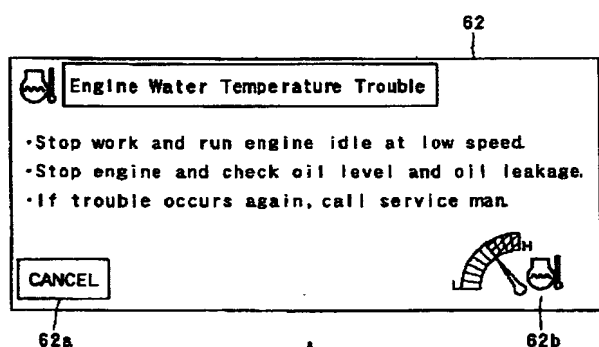 62
Engine Water Temperature Trouble
·Stop work and run engine idle at low speed.
·Stop engine and check oil level and oil leakage.
·If trouble occurs again, call service man.
L H
CANCEL
62a 62b